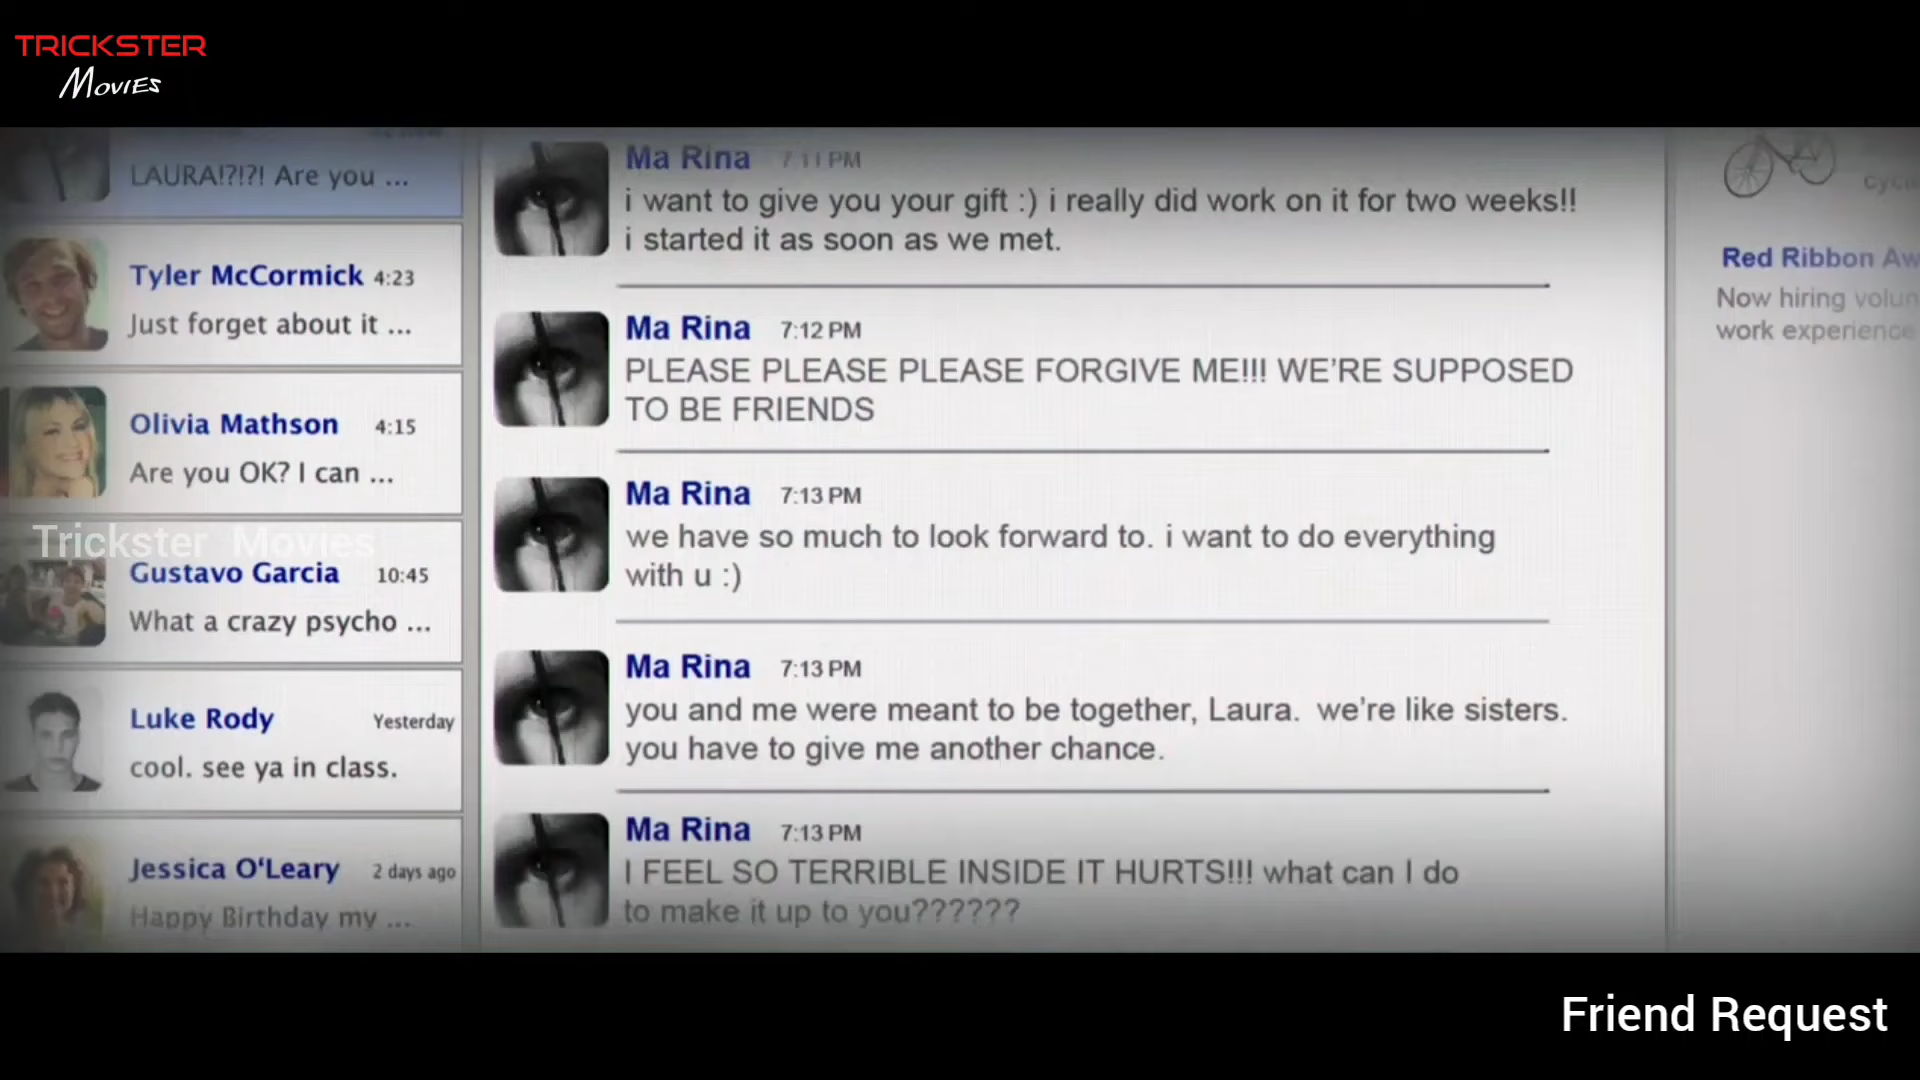 TRICKSTER
Movies
LAURA!?!?! Are you ...
Tyler McCormick 4:23
Just forget about it ...
Olivia Mathson 4:15
Are you OK? I can ...
Trickster Movies
Gustavo Garcia 10:45
What a crazy psycho ...
Luke Rody Yesterday
cool. see ya in class.
Jessica O'Leary 2 days ago
Happy Birthday my ...
Ma Rina 7:11 PM
i want to give you your gift :) i really did work on it for two weeks!!
i started it as soon as we met.
Ma Rina 7:12 PM
PLEASE PLEASE PLEASE FORGIVE ME!!! WE'RE SUPPOSED
TO BE FRIENDS
Ma Rina 7:13 PM
we have so much to look forward to. i want to do everything
with u :)
Ma Rina 7:13 PM
you and me were meant to be together, Laura. we're like sisters.
you have to give me another chance.
Ma Rina 7:13 PM
I FEEL SO TERRIBLE INSIDE IT HURTS!!! what can I do
to make it up to you??????
Red Ribbon Aw
Now hiring volun
work experience
Friend Request